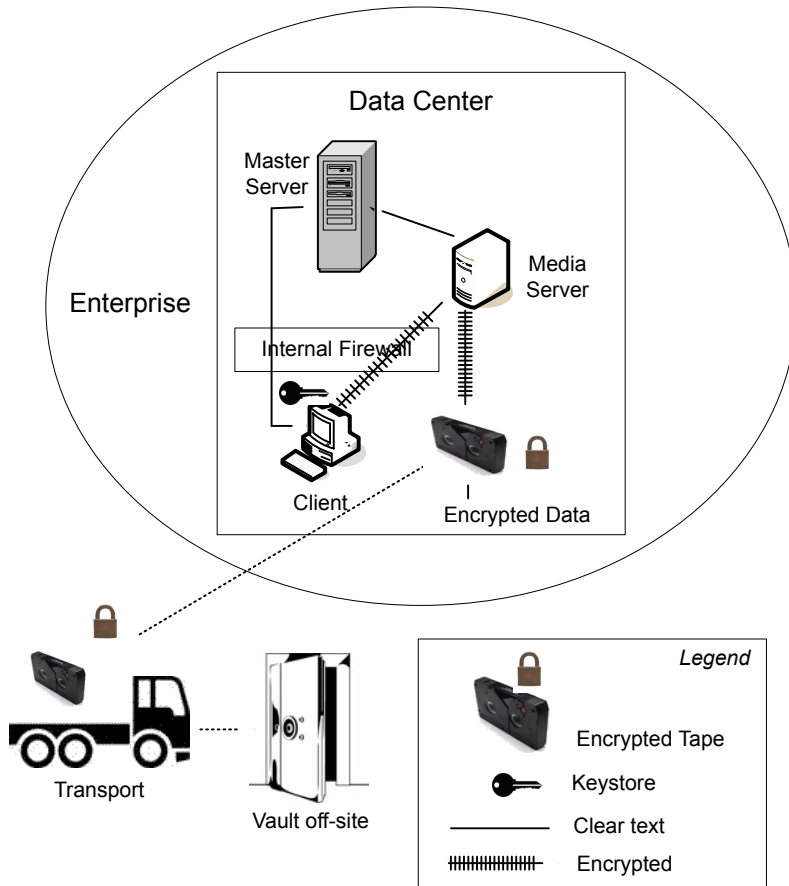 Data Center
Master
Server
Media
Server
Enterprise
Internal Firewall
Client
Encrypted Data
Transport
Vault off-site
Legend
Encrypted Tape
Keystore
Clear text
Encrypted